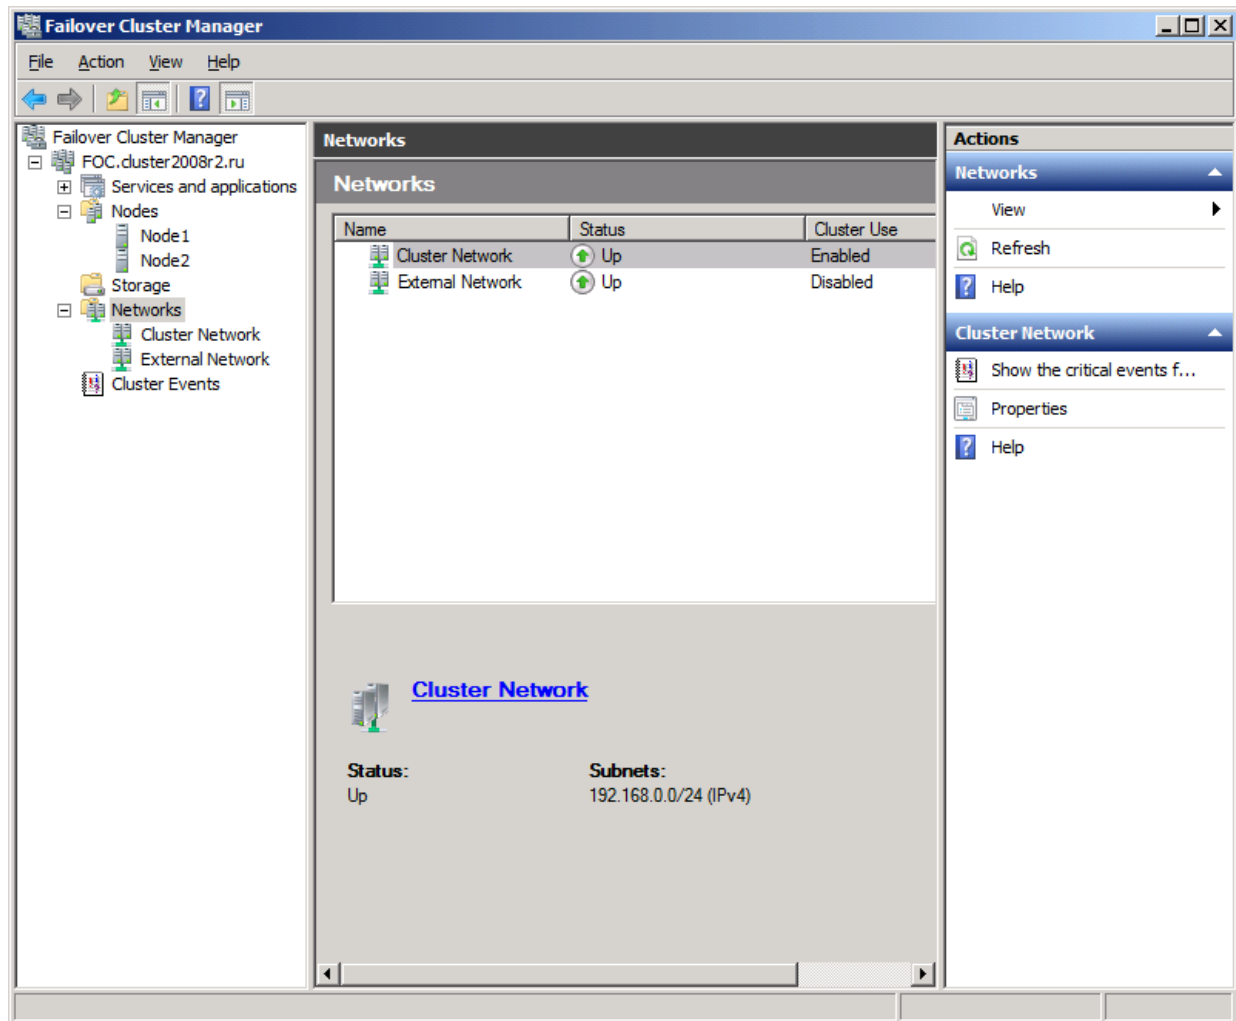 Failover Cluster Manager
File Action View Help
Failover Cluster Manager
FOC.cluster2008r2.ru
Services and applications
Nodes
Node1
Node2
Storage
Networks
Cluster Network
External Network
Cluster Events
Networks
Networks
Name Status Cluster Use
Cluster Network Up Enabled
External Network Up Disabled
Cluster Network
Status: Subnets:
Up 192.168.0.0/24 (IPv4)
Actions
Networks
View
Refresh
Help
Cluster Network
Show the critical events f...
Properties
Help